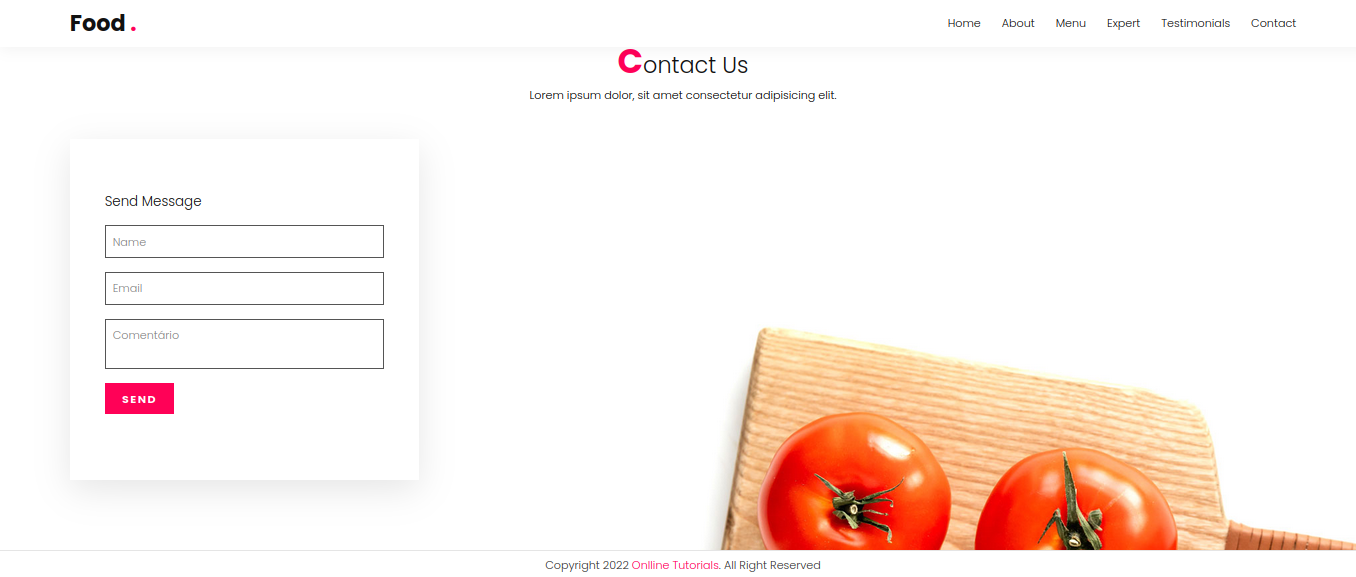 Food .
Home About Menu Expert Testimonials Contact
Contact Us
Lorem ipsum dolor, sit amet consectetur adipisicing elit.
Send Message
Name
Email
Comentário
SEND
Copyright 2022 Onlline Tutorials. All Right Reserved